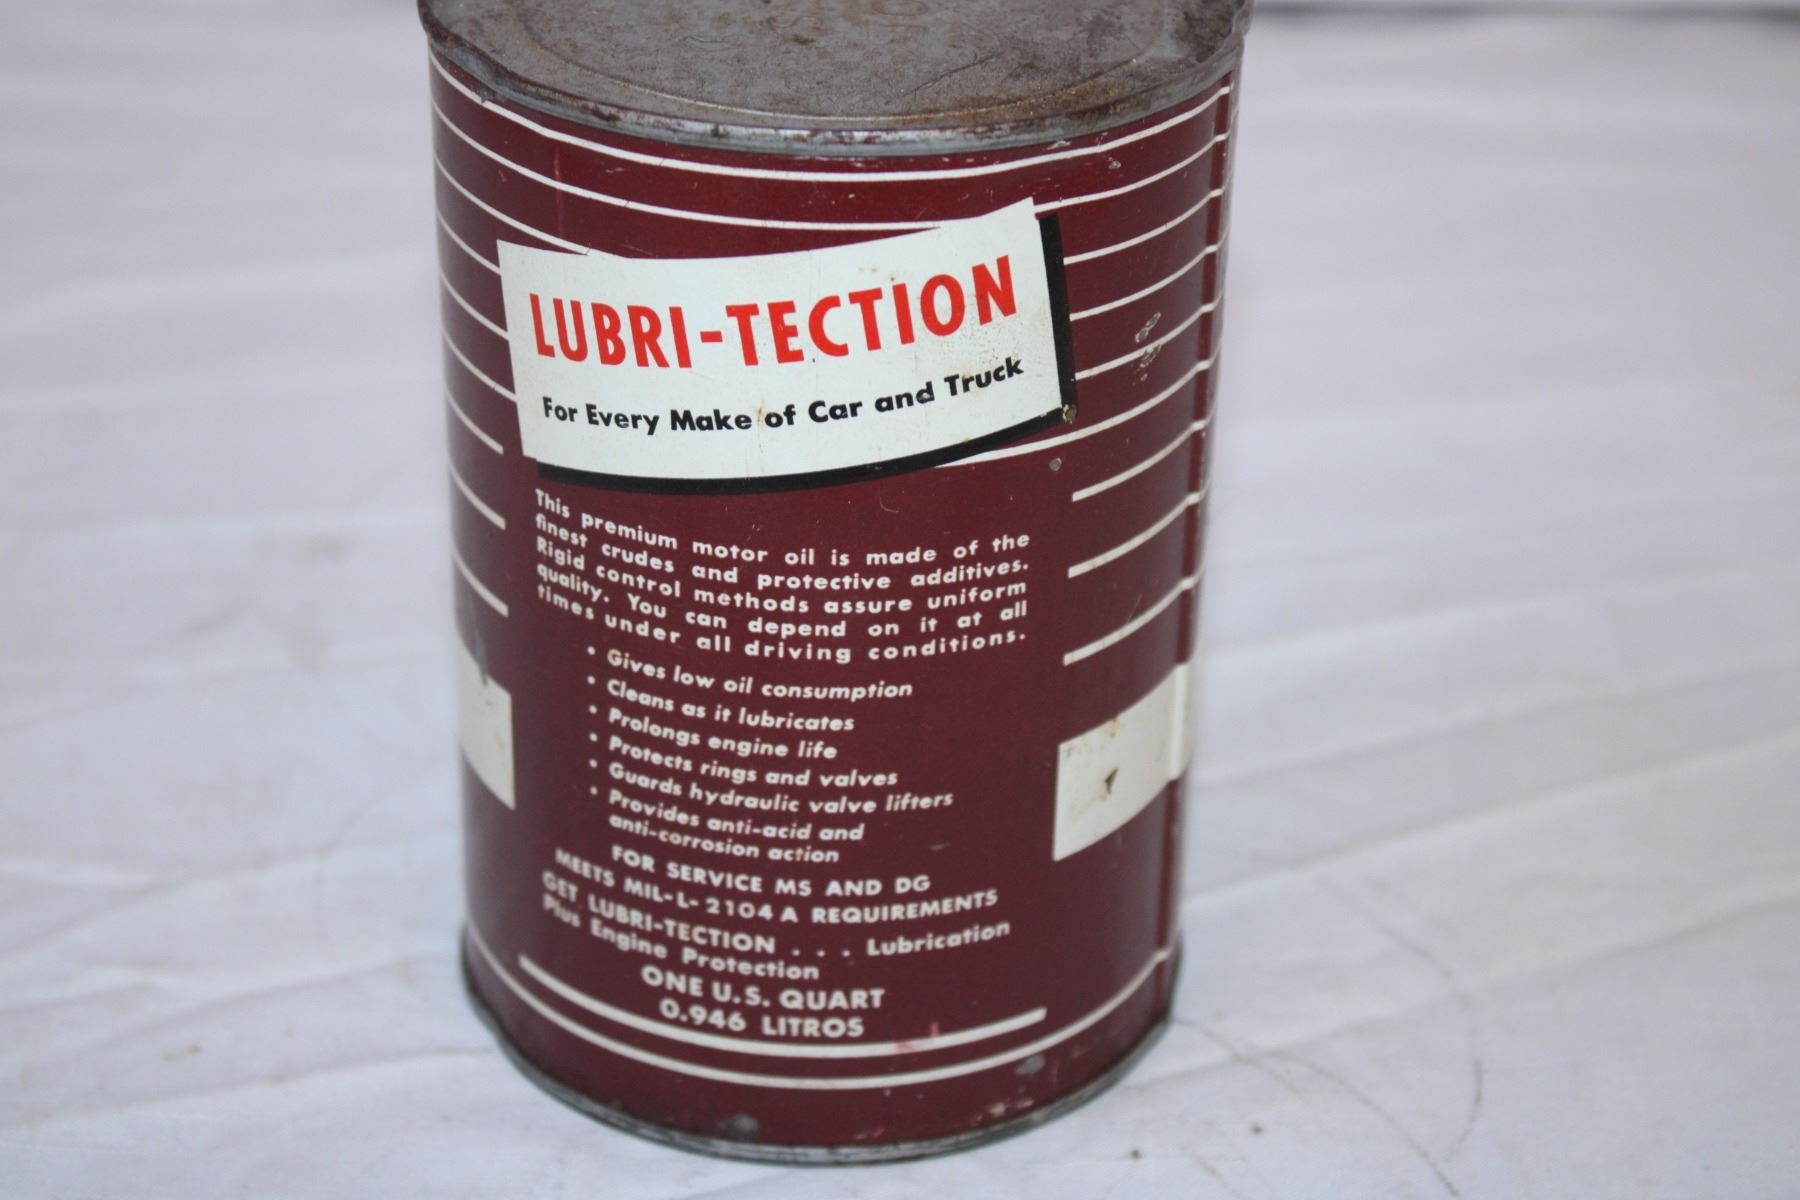 LUBRI-TECTION
For Every Make of Car and Truck
This premium motor oil is made of the
finest crudes and protective additives.
Rigid control methods assure uniform
quality. You can depend on it at all
times under all driving conditions.
• Gives low oil consumption
• Cleans as it lubricates
• Prolongs engine life
• Protects rings and valves
• Guards hydraulic valve lifters
• Provides anti-acid and
anti-corrosion action
FOR SERVICE MS AND DG
MEETS MIL-L-2104A REQUIREMENTS
GET LUBRI-TECTION . . . Lubrication
Plus Engine Protection
ONE U.S. QUART
0.946 LITROS